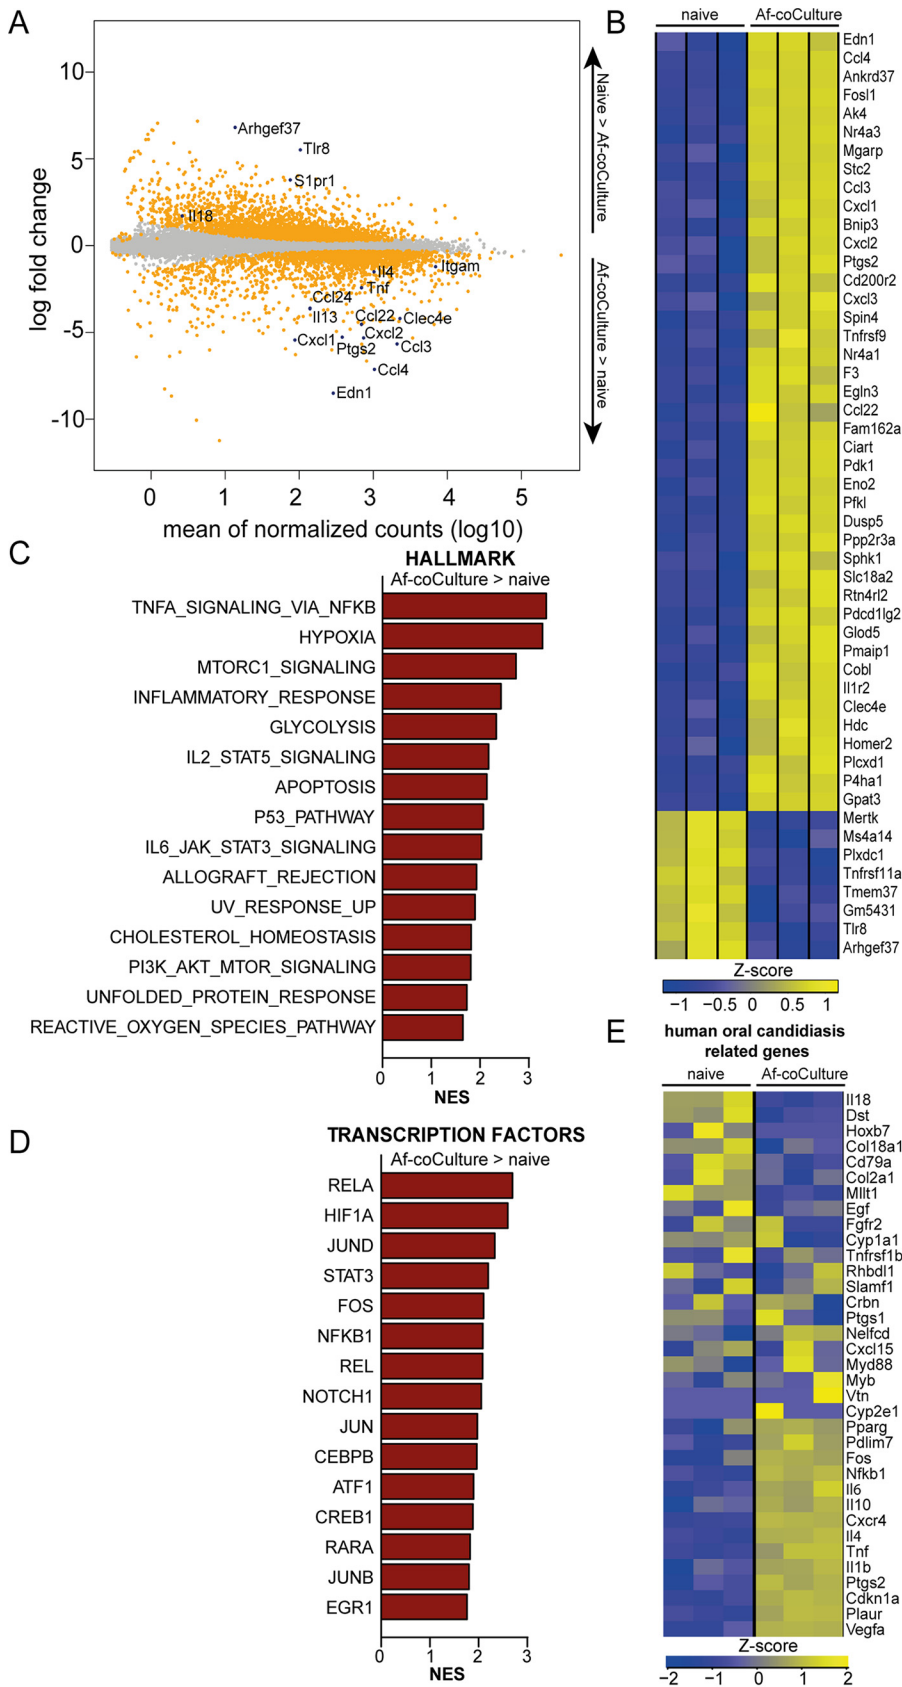 A
10
5
0
-5
-10
log fold change
Arhgef37
Tlr8
S1pr1
Il18
Il4
Itgam
Tnf
Ccl24
Il13
Ccl22
Clec4e
Cxcl1
Cxcl2
Ptgs2
Ccl3
Ccl4
Edn1
0 1 2 3 4 5
mean of normalized counts (log10)
Naive > Af-coCulture
Af-coCulture > naive
B
naive Af-coCulture
Edn1
Ccl4
Ankrd37
Fosl1
Ak4
Nr4a3
Mgarp
Stc2
Ccl3
Cxcl1
Bnip3
Cxcl2
Ptgs2
Cd200r2
Cxcl3
Spin4
Tnfrsf9
Nr4a1
F3
Egln3
Ccl22
Fam162a
Ciart
Pdk1
Eno2
Pfkl
Dusp5
Ppp2r3a
Sphk1
Slc18a2
Rtn4rl2
Pdcd1lg2
Glod5
Pmaip1
Cobl
Il1r2
Clec4e
Hdc
Homer2
Plcxd1
P4ha1
Gpat3
Mertk
Ms4a14
Plxdc1
Tnfrsf11a
Tmem37
Gm5431
Tlr8
Arhgef37
Z-score
−1 −0.5 0 0.5 1
C
HALLMARK
Af-coCulture > naive
TNFA_SIGNALING_VIA_NFKB
HYPOXIA
MTORC1_SIGNALING
INFLAMMATORY_RESPONSE
GLYCOLYSIS
IL2_STAT5_SIGNALING
APOPTOSIS
P53_PATHWAY
IL6_JAK_STAT3_SIGNALING
ALLOGRAFT_REJECTION
UV_RESPONSE_UP
CHOLESTEROL_HOMEOSTASIS
PI3K_AKT_MTOR_SIGNALING
UNFOLDED_PROTEIN_RESPONSE
REACTIVE_OXYGEN_SPECIES_PATHWAY
0 1 2 3
NES
D
TRANSCRIPTION FACTORS
Af-coCulture > naive
RELA
HIF1A
JUND
STAT3
FOS
NFKB1
REL
NOTCH1
JUN
CEBPB
ATF1
CREB1
RARA
JUNB
EGR1
0 1 2 3
NES
E
human oral candidiasis
related genes
naive Af-coCulture
Il18
Dst
Hoxb7
Col18a1
Cd79a
Col2a1
Mllt1
Egf
Fgfr2
Cyp1a1
Tnfrsf1b
Rhbdl1
Slamf1
Crbn
Ptgs1
Nelfcd
Cxcl15
Myd88
Myb
Vtn
Cyp2e1
Pparg
Pdlim7
Fos
Nfkb1
Il6
Il10
Cxcr4
Il4
Tnf
Il1b
Ptgs2
Cdkn1a
Plaur
Vegfa
Z-score
−2 −1 0 1 2